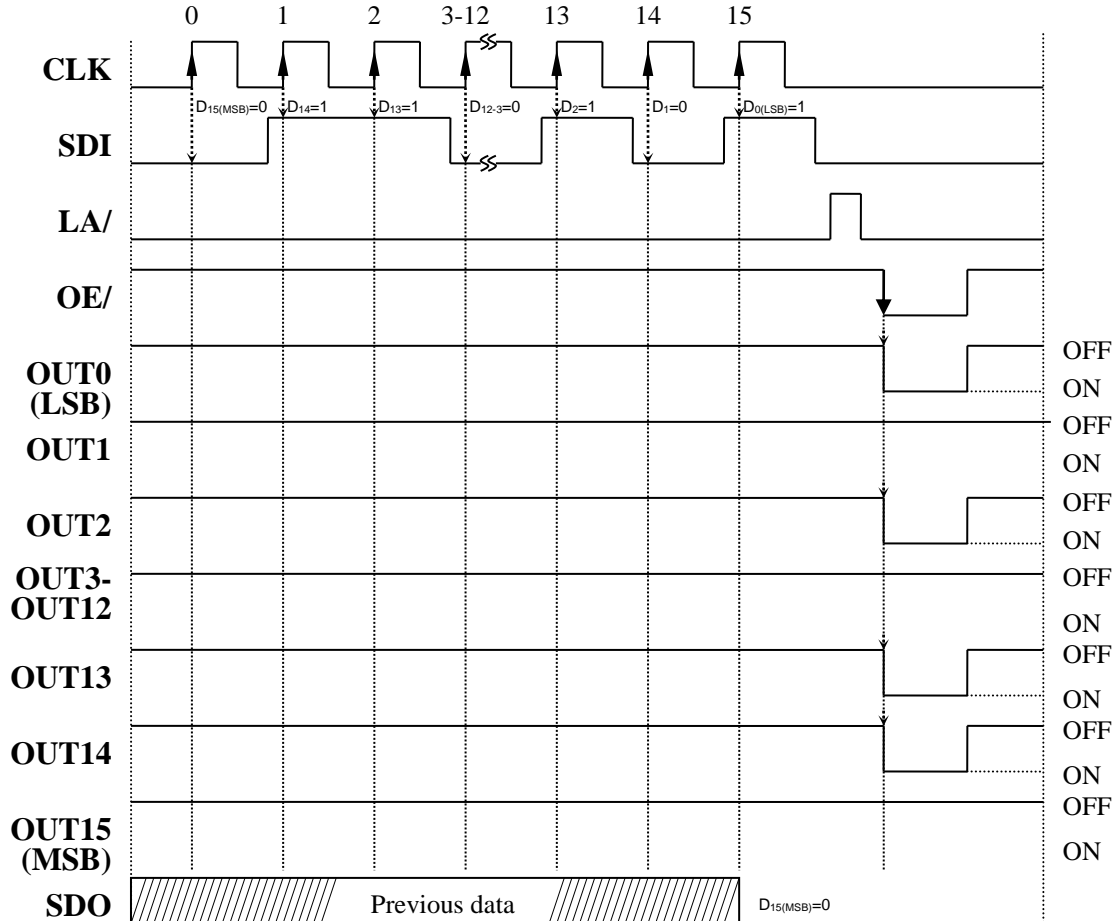 0 1 2 3-12 13 14 15
CLK
D15(MSB)=0 D14=1 D13=1 D12-3=0 D2=1 D1=0 D0(LSB)=1
SDI
LA/
OE/
OUT0
(LSB)
OFF
ON
OUT1
OFF
ON
OUT2
OFF
ON
OUT3-
OUT12
OFF
ON
OUT13
OFF
ON
OUT14
OFF
ON
OUT15
(MSB)
OFF
ON
SDO Previous data D15(MSB)=0